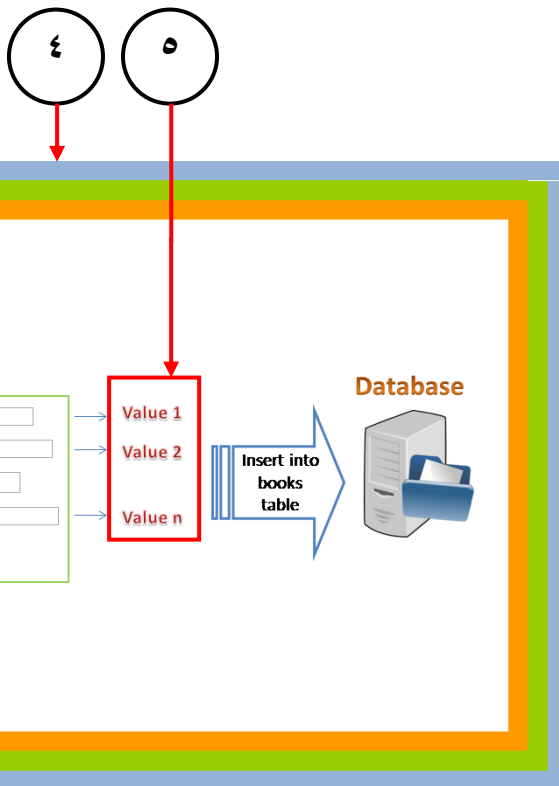 ٤
٥
Database
Value 1
Value 2
Value n
Insert into
books
table